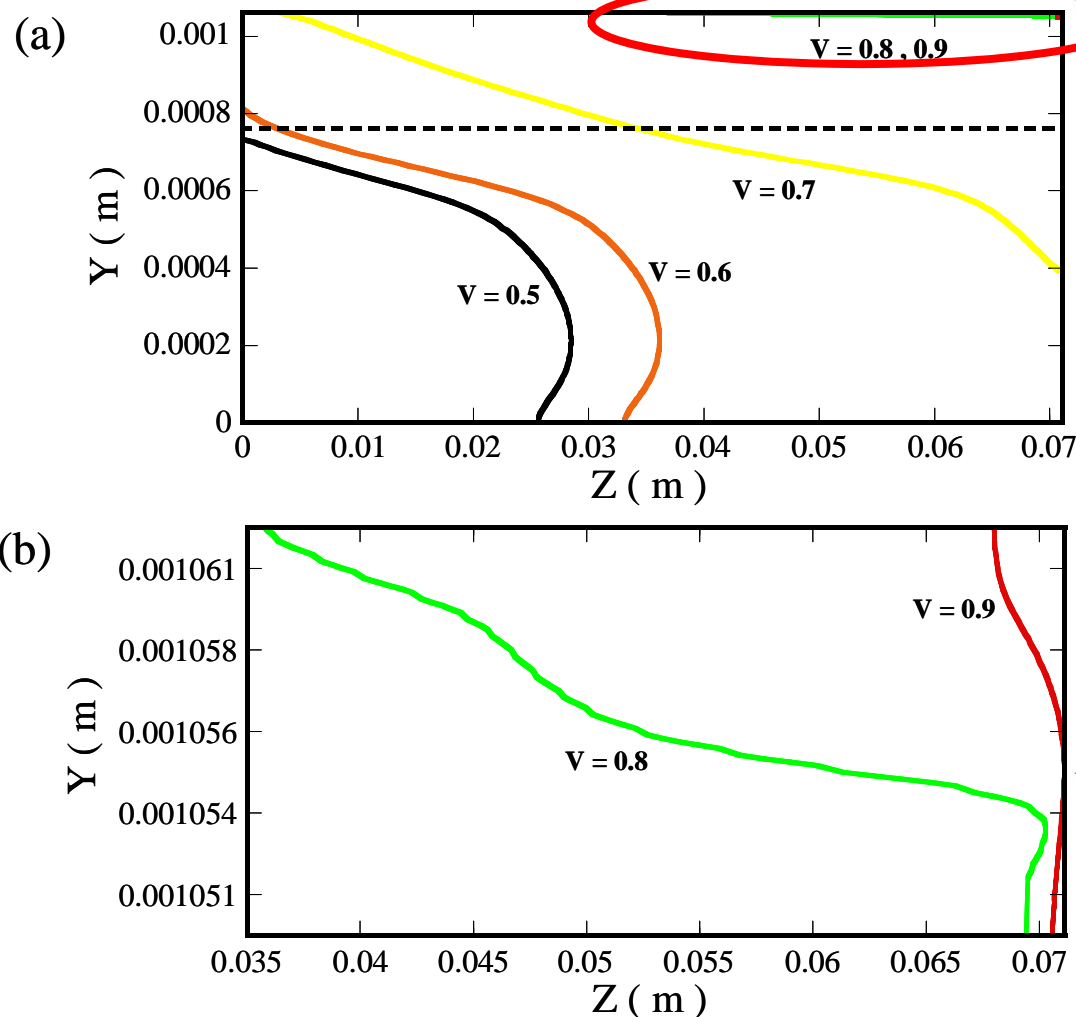 (a)
0.001
V = 0.8 , 0.9
0.0008
0.0006
V = 0.7
Y ( m )
0.0004
V = 0.6
V = 0.5
0.0002
0
0 0.01 0.02 0.03 0.04 0.05 0.06 0.07
Z ( m )
(b)
0.001061
V = 0.9
0.001058
Y ( m )
0.001056
V = 0.8
0.001054
0.001051
0.035 0.04 0.045 0.05 0.055 0.06 0.065 0.07
Z ( m )